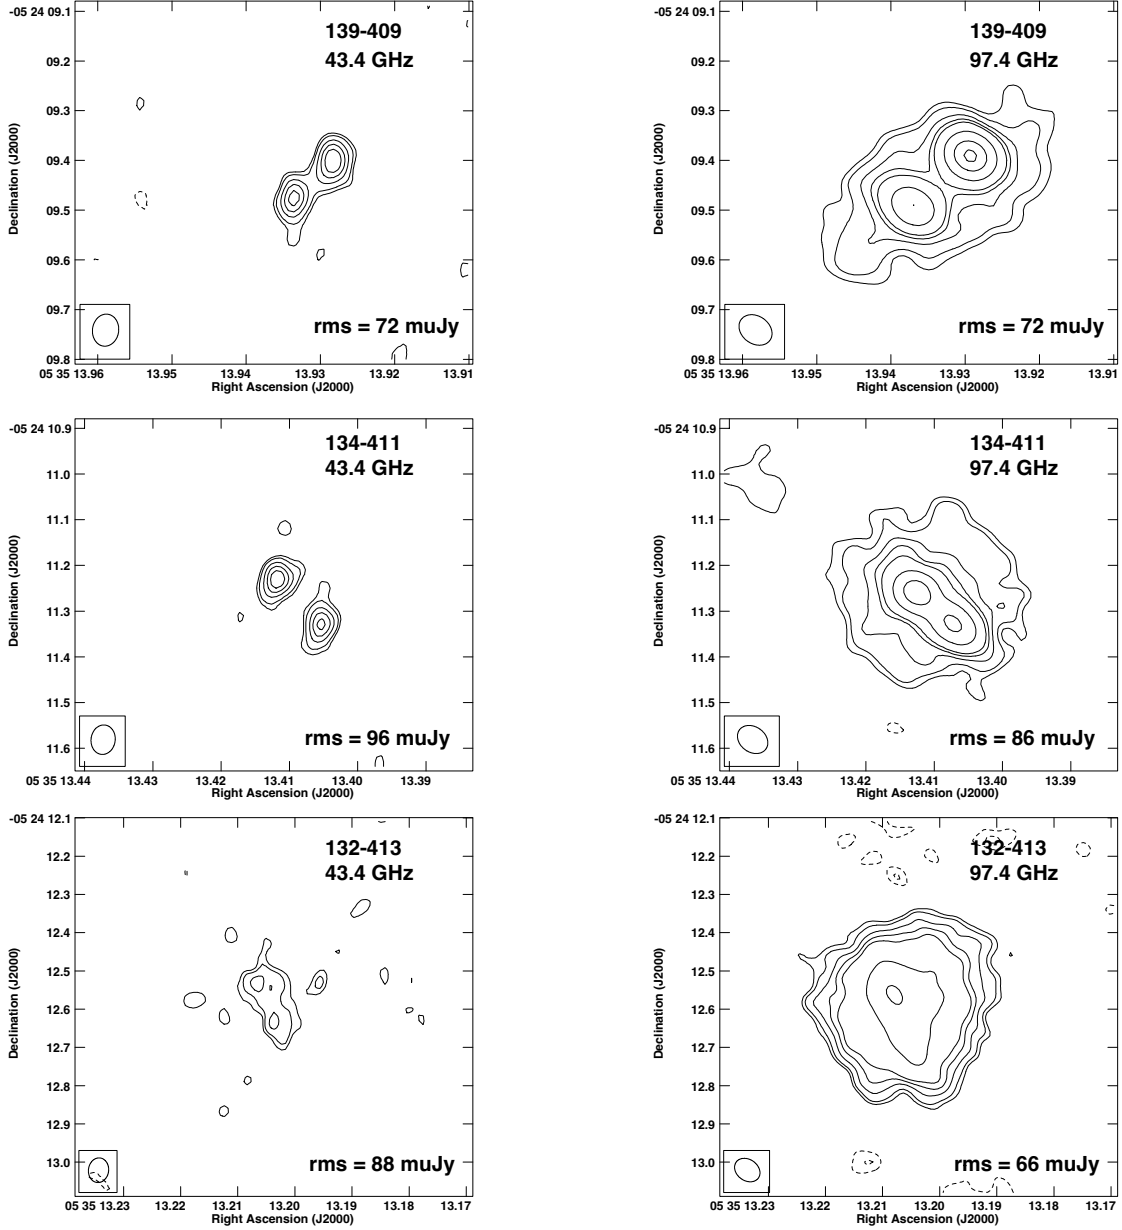 139-409
43.4 GHz
-05 24 09.1
09.2
09.3
09.4
09.5
09.6
09.7
09.8
Declination (J2000)
rms = 72 muJy
05 35 13.96
13.95
13.94
13.93
13.92
13.91
Right Ascension (J2000)
139-409
97.4 GHz
-05 24 09.1
09.2
09.3
09.4
09.5
09.6
09.7
09.8
Declination (J2000)
rms = 72 muJy
05 35 13.96
13.95
13.94
13.93
13.92
13.91
Right Ascension (J2000)
134-411
43.4 GHz
-05 24 10.9
11.0
11.1
11.2
11.3
11.4
11.5
11.6
Declination (J2000)
rms = 96 muJy
05 35 13.44
13.43
13.42
13.41
13.40
13.39
Right Ascension (J2000)
134-411
97.4 GHz
-05 24 10.9
11.0
11.1
11.2
11.3
11.4
11.5
11.6
Declination (J2000)
rms = 86 muJy
05 35 13.44
13.43
13.42
13.41
13.40
13.39
Right Ascension (J2000)
132-413
43.4 GHz
-05 24 12.1
12.2
12.3
12.4
12.5
12.6
12.7
12.8
12.9
13.0
Declination (J2000)
rms = 88 muJy
05 35 13.23
13.22
13.21
13.20
13.19
13.18
13.17
Right Ascension (J2000)
132-413
97.4 GHz
-05 24 12.1
12.2
12.3
12.4
12.5
12.6
12.7
12.8
12.9
13.0
Declination (J2000)
rms = 66 muJy
05 35 13.23
13.22
13.21
13.20
13.19
13.18
13.17
Right Ascension (J2000)